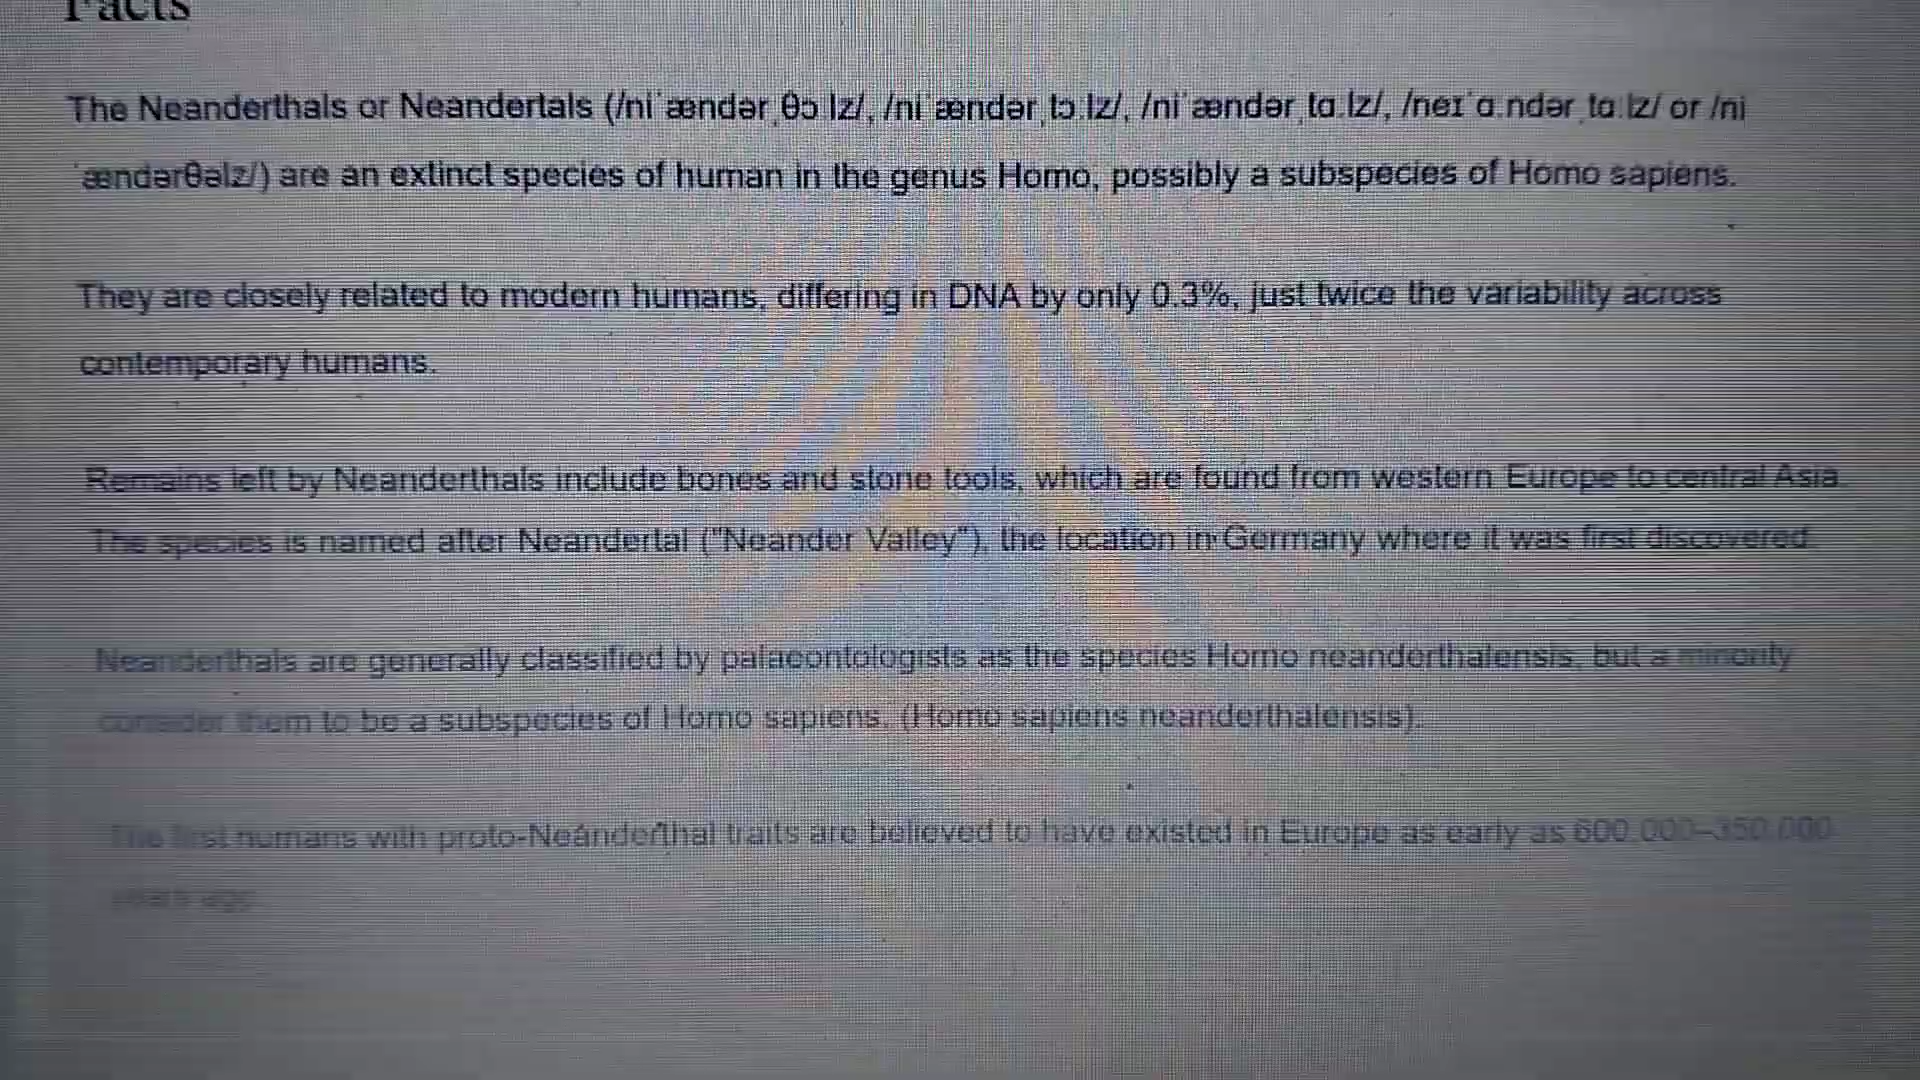 Facts
The Neanderthals or Neandertals (/niˈændərˌθɔːlz/, /niˈændərˌtɔːlz/, /niˈændərˌtɑːlz/, /neɪˈɑːndərˌtɑːlz/ or /ni
ˈændərθəlz/) are an extinct species of human in the genus Homo, possibly a subspecies of Homo sapiens.
They are closely related to modern humans, differing in DNA by only 0.3%, just twice the variability across
contemporary humans.
Remains left by Neanderthals include bones and stone tools, which are found from western Europe to central Asia.
The species is named after Neandertal ("Neander Valley"), the location in Germany where it was first discovered.
Neanderthals are generally classified by palaeontologists as the species Homo neanderthalensis, but a minority
consider them to be a subspecies of Homo sapiens. (Homo sapiens neanderthalensis).
The first humans with proto-Neanderthal traits are believed to have existed in Europe as early as 600,000–350,000
years ago.